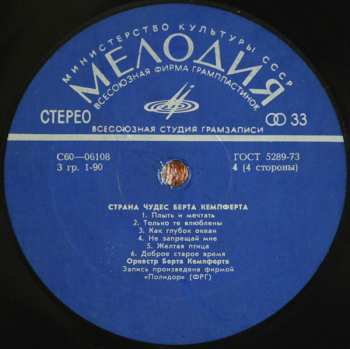 МИНИСТЕРСТВО КУЛЬТУРЫ СССР
МЕЛОДИЯ
ВСЕСОЮЗНАЯ ФИРМА ГРАМПЛАСТИНОК
СТЕРЕО
33
ВСЕСОЮЗНАЯ СТУДИЯ ГРАМЗАПИСИ
С60—06108
ГОСТ 5289-73
3 гр. 1-90
4 (4 стороны)
СТРАНА ЧУДЕС БЕРТА КЕМПФЕРТА
1. Плыть и мечтать
2. Только те влюблены
3. Как глубок океан
4. Не запрещай мне
5. Желтая птица
6. Доброе старое время
Оркестр Берта Кемпферта
Запись произведена фирмой
«Полидор» (ФРГ)